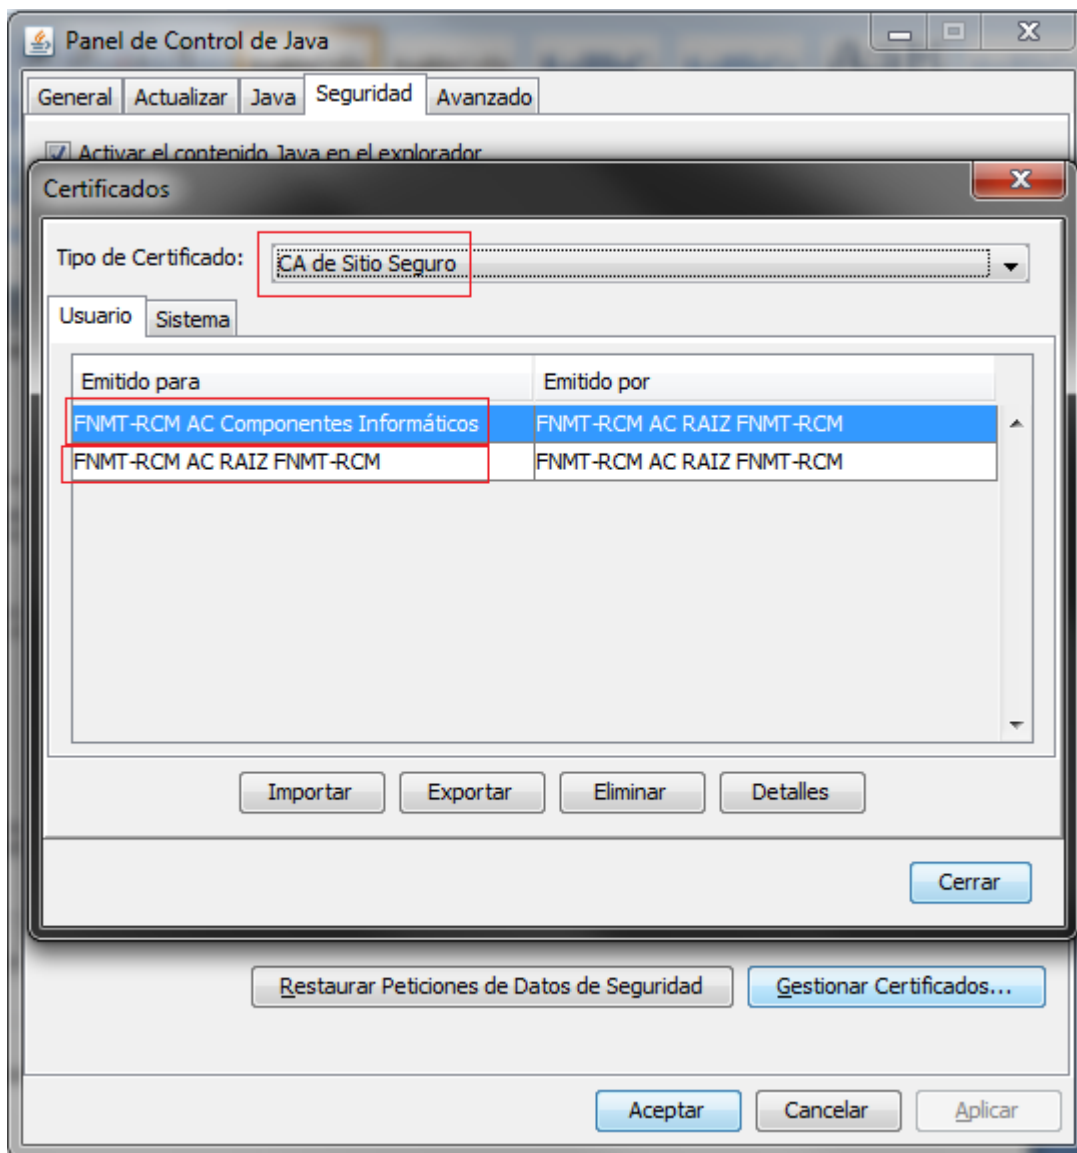 Panel de Control de Java
General Actualizar Java Seguridad Avanzado
Activar el contenido Java en el explorador
Certificados
Tipo de Certificado: CA de Sitio Seguro
Usuario Sistema
Emitido para Emitido por
FNMT-RCM AC Componentes Informáticos FNMT-RCM AC RAIZ FNMT-RCM
FNMT-RCM AC RAIZ FNMT-RCM FNMT-RCM AC RAIZ FNMT-RCM
Importar Exportar Eliminar Detalles
Cerrar
Restaurar Peticiones de Datos de Seguridad Gestionar Certificados...
Aceptar Cancelar Aplicar